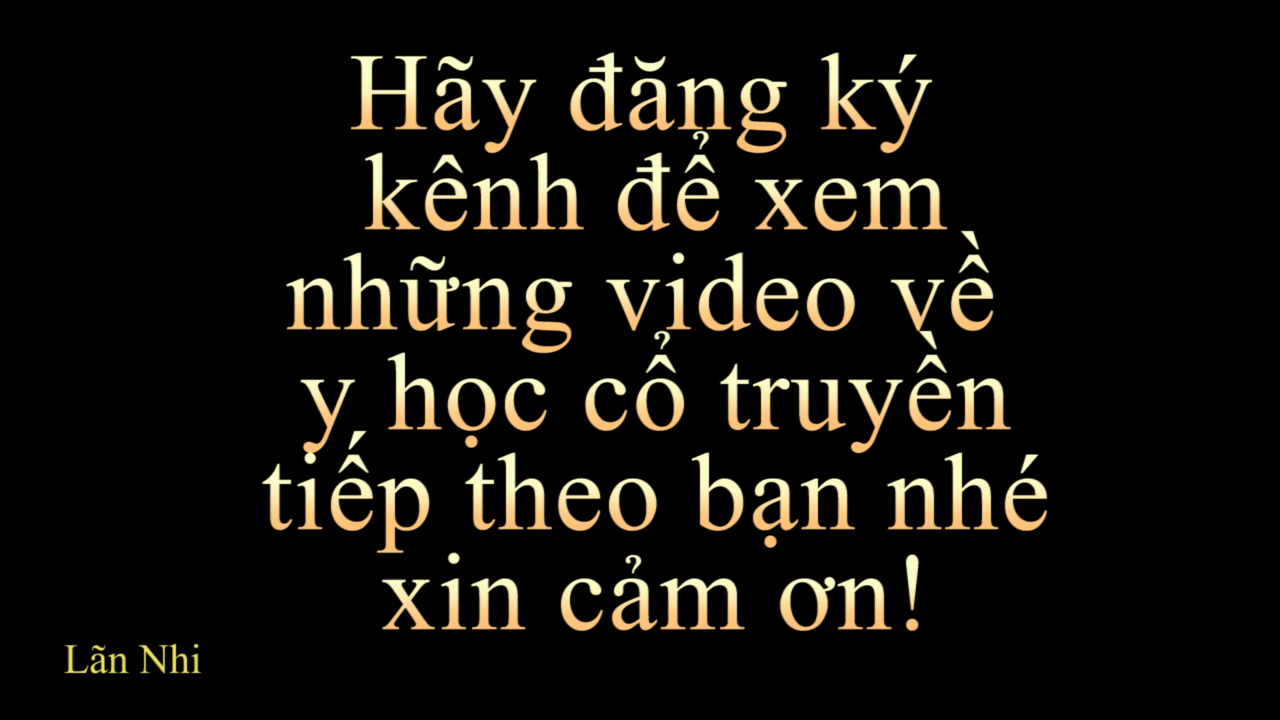 Hãy đăng ký
kênh để xem
những video về
y học cổ truyền
tiếp theo bạn nhé
xin cảm ơn!
Lãn Nhi